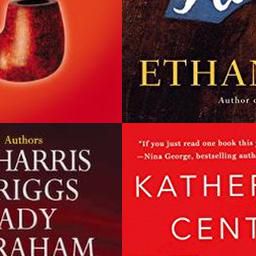 ETHAN
Author o
Authors
HARRIS
RIGGS
ADY
RAHAM
"If you just read one book this
—Nina George, bestselling auth
KATHER
CENT